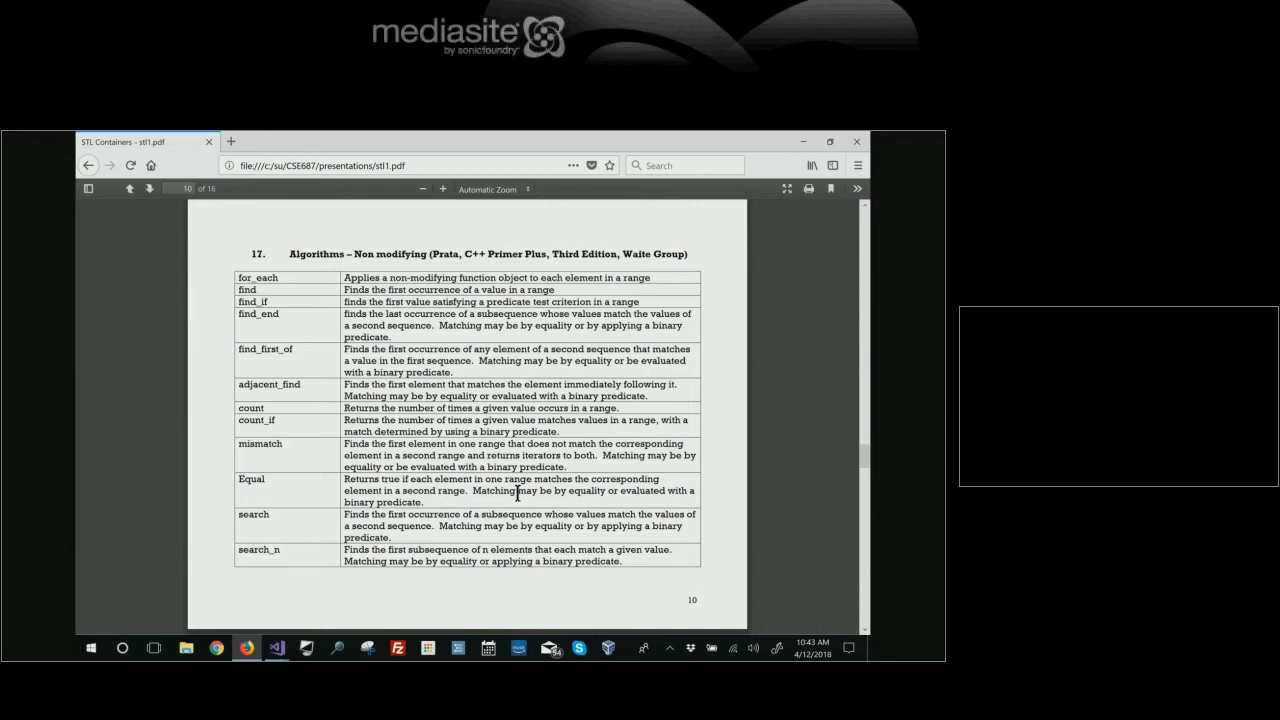 mediasite
by sonicfoundry
STL Containers - stl1.pdf
file:///c:/su/CSE687/presentations/stl1.pdf
Search
10 of 16
Automatic Zoom
17. Algorithms – Non modifying (Prata, C++ Primer Plus, Third Edition, Waite Group)
for_each Applies a non-modifying function object to each element in a range
find Finds the first occurrence of a value in a range
find_if finds the first value satisfying a predicate test criterion in a range
find_end finds the last occurrence of a subsequence whose values match the values of
a second sequence. Matching may be by equality or by applying a binary
predicate.
find_first_of Finds the first occurrence of any element of a second sequence that matches
a value in the first sequence. Matching may be by equality or be evaluated
with a binary predicate.
adjacent_find Finds the first element that matches the element immediately following it.
Matching may be by equality or evaluated with a binary predicate.
count Returns the number of times a given value occurs in a range.
count_if Returns the number of times a given value matches values in a range, with a
match determined by using a binary predicate.
mismatch Finds the first element in one range that does not match the corresponding
element in a second range and returns iterators to both. Matching may be by
equality or be evaluated with a binary predicate.
Equal Returns true if each element in one range matches the corresponding
element in a second range. Matching may be by equality or evaluated with a
binary predicate.
search Finds the first occurrence of a subsequence whose values match the values of
a second sequence. Matching may be by equality or by applying a binary
predicate.
search_n Finds the first subsequence of n elements that each match a given value.
Matching may be by equality or applying a binary predicate.
10
54
10:43 AM
4/12/2018